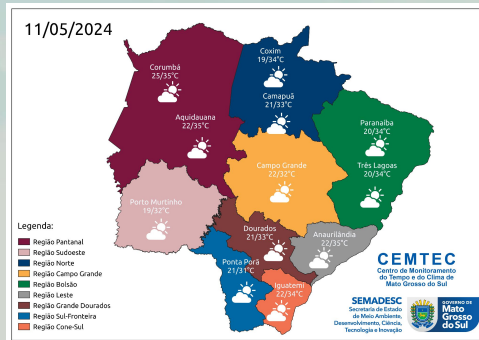 11/05/2024
Coxim
19/34°C
Corumbá
25/35°C
Camapuã
21/33°C
Aquidauana
22/35°C
Paranaíba
20/34°C
Campo Grande
22/32°C
Três Lagoas
20/34°C
Porto Murtinho
19/32°C
Dourados
21/33°C
Anaurilândia
22/35°C
Ponta Porã
21/31°C
Iguatemi
22/34°C
Legenda:
Região Pantanal
Região Sudoeste
Região Norte
Região Campo Grande
Região Bolsão
Região Leste
Região Grande Dourados
Região Sul-Fronteira
Região Cone-Sul
CEMTEC
Centro de Monitoramento
do Tempo e do Clima de
Mato Grosso do Sul
SEMADESC
Secretaria de Estado
de Meio Ambiente,
Desenvolvimento, Ciência,
Tecnologia e Inovação
GOVERNO DE
Mato
Grosso
do Sul